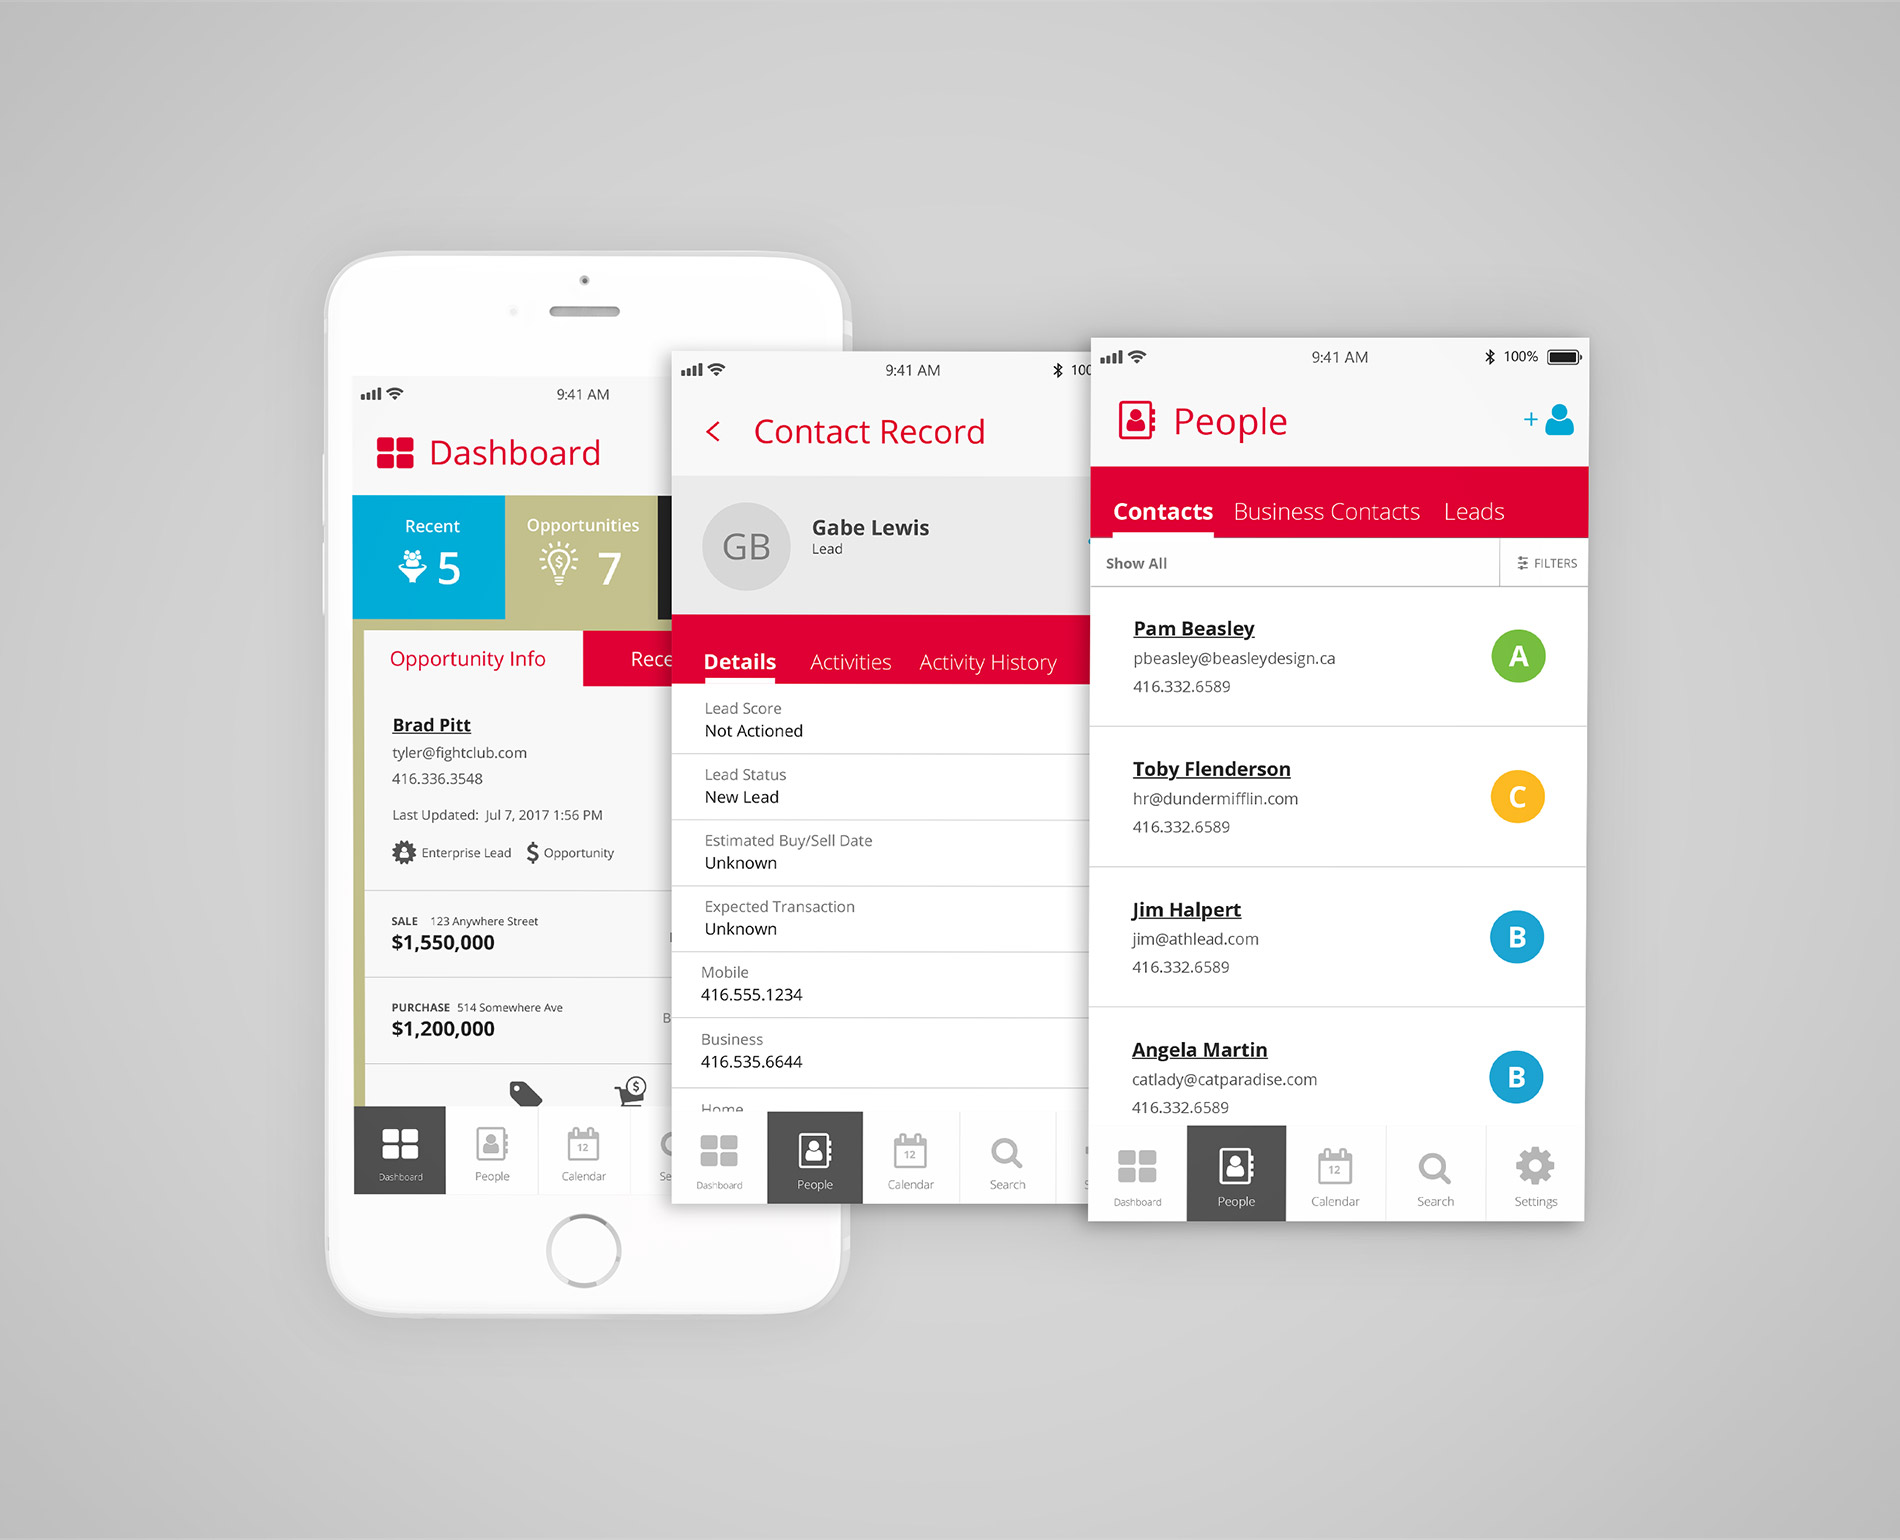 9:41 AM
Dashboard
Recent
5
Opportunities
7
Opportunity Info
Brad Pitt
tyler@fightclub.com
416.336.3548
Last Updated: Jul 7, 2017 1:56 PM
Enterprise Lead
$ Opportunity
SALE 123 Anywhere Street
$1,550,000
PURCHASE 514 Somewhere Ave
$1,200,000
$
Dashboard
People
12
Calendar
9:41 AM
Contact Record
GB
Gabe Lewis
Lead
Details
Activities
Activity History
Lead Score
Not Actioned
Lead Status
New Lead
Estimated Buy/Sell Date
Unknown
Expected Transaction
Unknown
Mobile
416.555.1234
Business
416.535.6644
Home
Dashboard
People
12
Calendar
Search
9:41 AM
100%
People
+
Contacts
Business Contacts
Leads
Show All
FILTERS
Pam Beasley
pbeasley@beasleydesign.ca
416.332.6589
A
Toby Flenderson
hr@dundermifflin.com
416.332.6589
C
Jim Halpert
jim@athlead.com
416.332.6589
B
Angela Martin
catlady@catparadise.com
416.332.6589
B
Dashboard
People
12
Calendar
Search
Settings